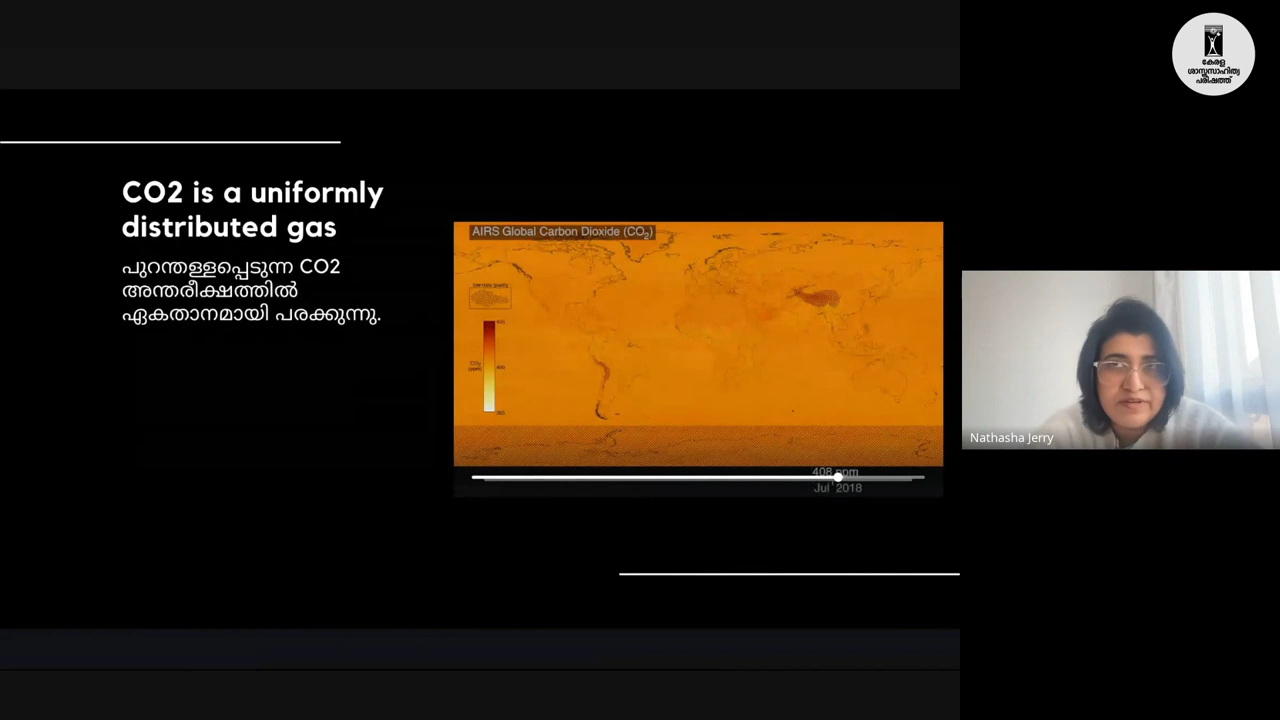 കേരള
ശാസ്ത്രസാഹിത്യ
പരിഷത്ത്
CO2 is a uniformly
distributed gas
പുറന്തള്ളപ്പെടുന്ന CO2
അന്തരീക്ഷത്തിൽ
ഏകതാനമായി പരക്കുന്നു.
AIRS Global Carbon Dioxide (CO₂)
400
408 ppm
Jul 2018
Nathasha Jerry